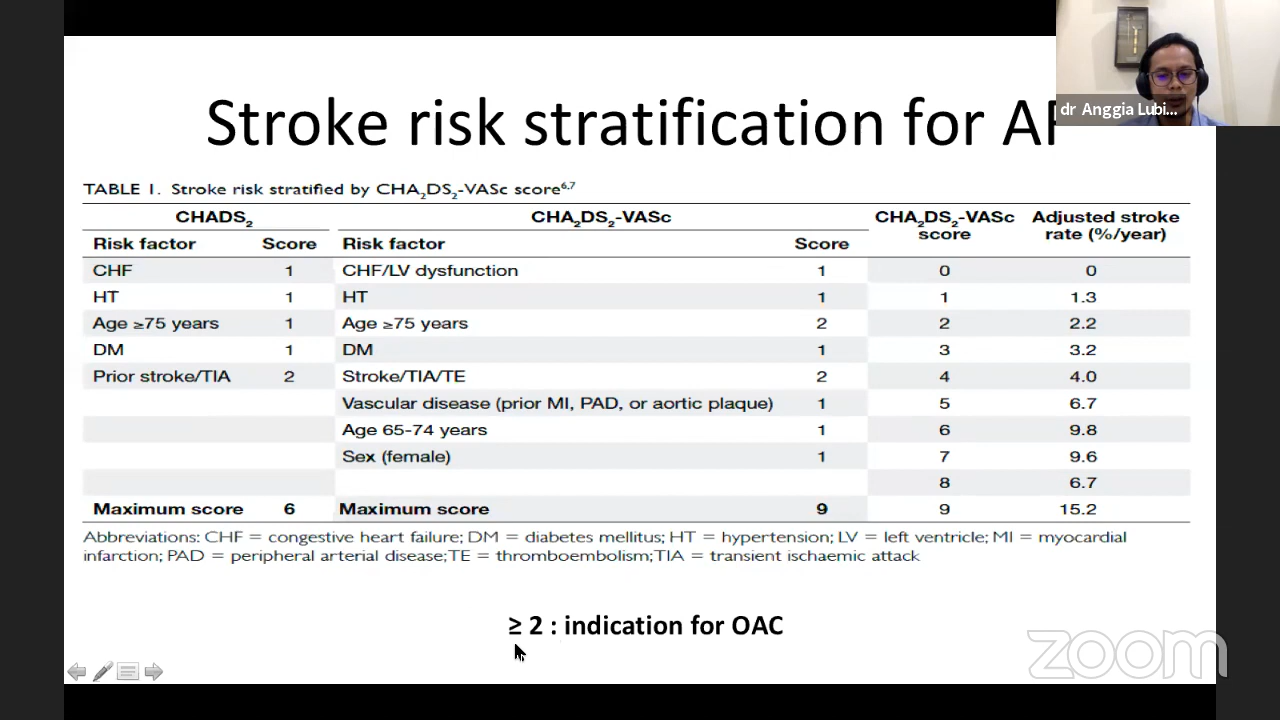 dr Anggia Lubi...
Stroke risk stratification for AF
TABLE 1. Stroke risk stratified by CHA₂DS₂-VASc score⁶,⁷
CHADS₂ CHA₂DS₂-VASc CHA₂DS₂-VASc score Adjusted stroke rate (%/year)
Risk factor Score Risk factor Score
CHF 1 CHF/LV dysfunction 1 0 0
HT 1 HT 1 1 1.3
Age ≥75 years 1 Age ≥75 years 2 2 2.2
DM 1 DM 1 3 3.2
Prior stroke/TIA 2 Stroke/TIA/TE 2 4 4.0
Vascular disease (prior MI, PAD, or aortic plaque) 1 5 6.7
Age 65-74 years 1 6 9.8
Sex (female) 1 7 9.6
8 6.7
Maximum score 6 Maximum score 9 9 15.2
Abbreviations: CHF = congestive heart failure; DM = diabetes mellitus; HT = hypertension; LV = left ventricle; MI = myocardial
infarction; PAD = peripheral arterial disease; TE = thromboembolism; TIA = transient ischaemic attack
≥ 2 : indication for OAC
zoom